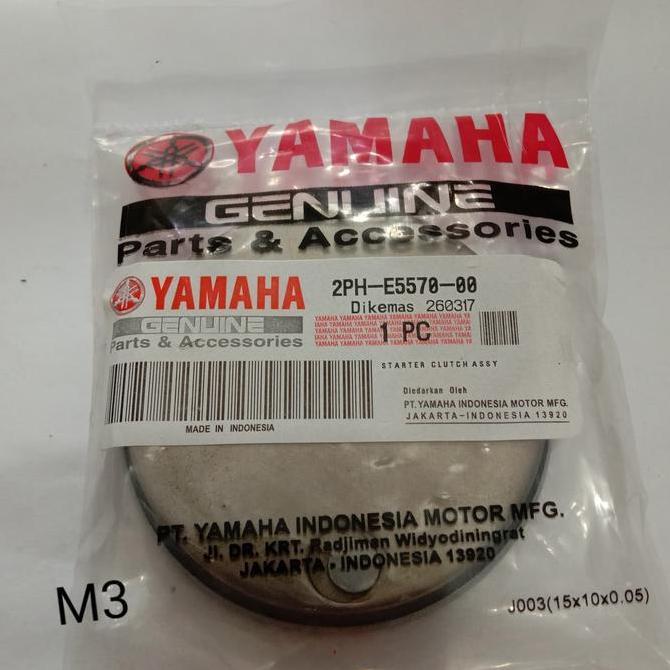 YAMAHA
GENUINE
Parts & Accessories
YAMAHA
GENUINE
Parts & Accessories
2PH-E5570-00
Dikemas 260317
1 PC
STARTER CLUTCH ASSY
Diedarkan Oleh
PT. YAMAHA INDONESIA MOTOR MFG.
JAKARTA-INDONESIA 13920
MADE IN INDONESIA
PT. YAMAHA INDONESIA MOTOR MFG.
Jl. DR. KRT. Radjiman Widyodiningrat
JAKARTA - INDONESIA 13920
M3
J003(15x10x0.05)